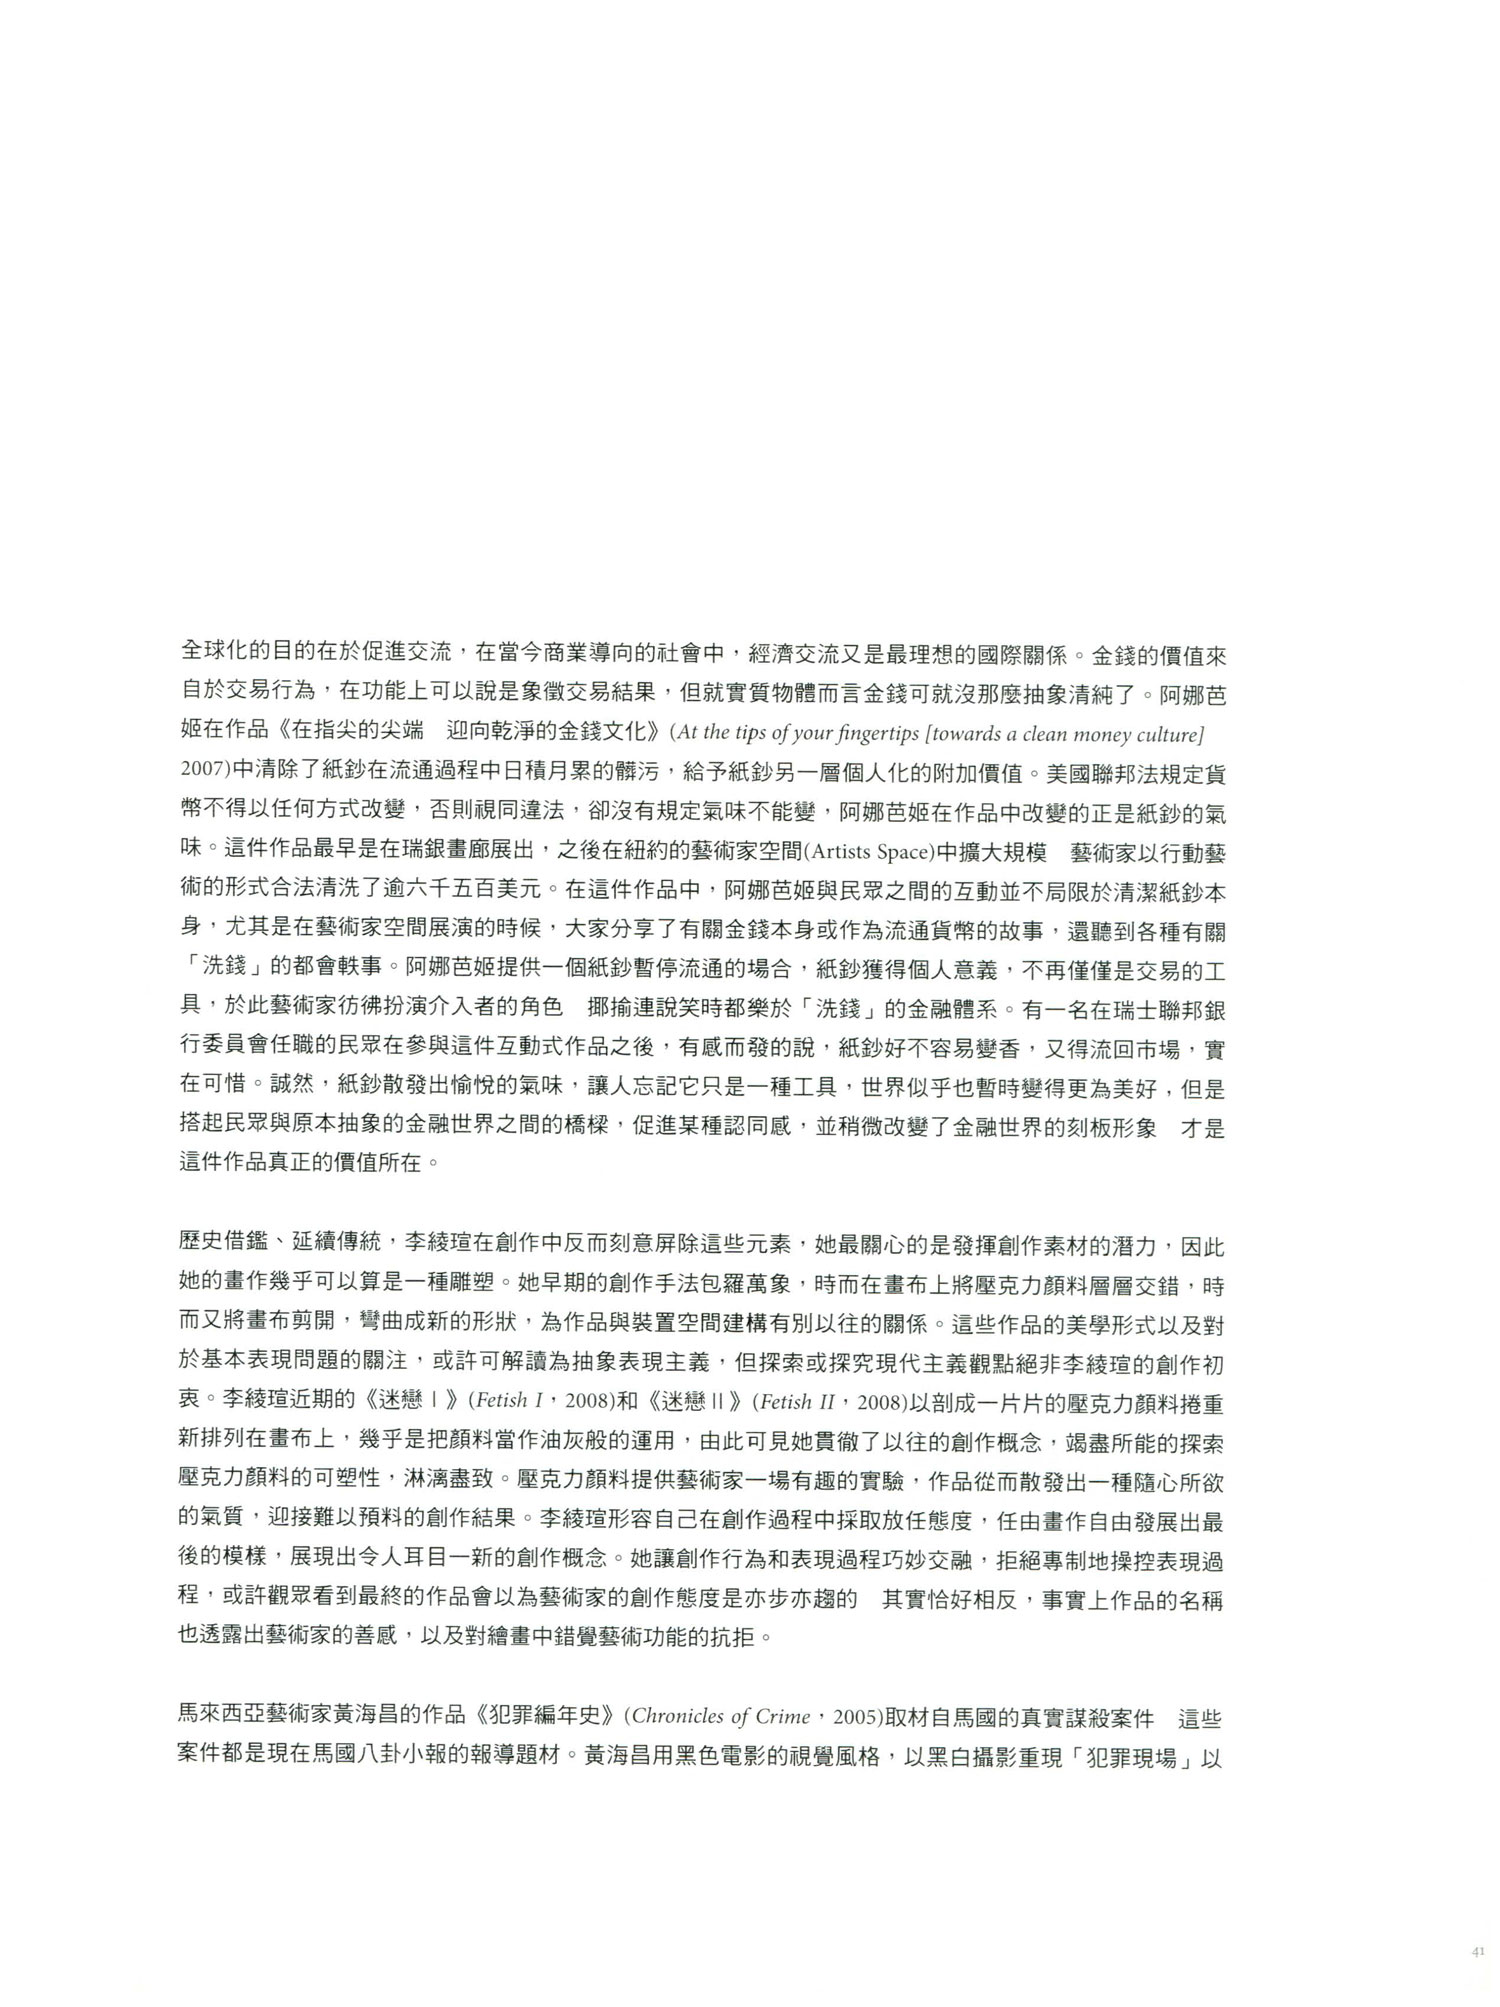 全球化的目的在於促進交流，在當今商業導向的社會中，經濟交流又是最理想的國際關係。金錢的價值來
自於交易行為，在功能上可以說是象徵交易結果，但就實質物體而言金錢可就沒那麼抽象清純了。阿娜芭
姬在作品《在指尖的尖端　迎向乾淨的金錢文化》(At the tips of your fingertips [towards a clean money culture]
2007)中清除了紙鈔在流通過程中日積月累的髒污，給予紙鈔另一層個人化的附加價值。美國聯邦法規定貨
幣不得以任何方式改變，否則視同違法，卻沒有規定氣味不能變，阿娜芭姬在作品中改變的正是紙鈔的氣
味。這件作品最早是在瑞銀畫廊展出，之後在紐約的藝術家空間(Artists Space)中擴大規模　藝術家以行動藝
術的形式合法清洗了逾六千五百美元。在這件作品中，阿娜芭姬與民眾之間的互動並不局限於清潔紙鈔本
身，尤其是在藝術家空間展演的時候，大家分享了有關金錢本身或作為流通貨幣的故事，還聽到各種有關
「洗錢」的都會軼事。阿娜芭姬提供一個紙鈔暫停流通的場合，紙鈔獲得個人意義，不再僅僅是交易的工
具，於此藝術家彷彿扮演介入者的角色　揶揄連說笑時都樂於「洗錢」的金融體系。有一名在瑞士聯邦銀
行委員會任職的民眾在參與這件互動式作品之後，有感而發的說，紙鈔好不容易變香，又得流回市場，實
在可惜。誠然，紙鈔散發出愉悅的氣味，讓人忘記它只是一種工具，世界似乎也暫時變得更為美好，但是
搭起民眾與原本抽象的金融世界之間的橋樑，促進某種認同感，並稍微改變了金融世界的刻板形象　才是
這件作品真正的價值所在。
歷史借鑑、延續傳統，李綾瑄在創作中反而刻意屏除這些元素，她最關心的是發揮創作素材的潛力，因此
她的畫作幾乎可以算是一種雕塑。她早期的創作手法包羅萬象，時而在畫布上將壓克力顏料層層交錯，時
而又將畫布剪開，彎曲成新的形狀，為作品與裝置空間建構有別以往的關係。這些作品的美學形式以及對
於基本表現問題的關注，或許可解讀為抽象表現主義，但探索或探究現代主義觀點絕非李綾瑄的創作初
衷。李綾瑄近期的《迷戀Ⅰ》(Fetish I，2008)和《迷戀Ⅱ》(Fetish II，2008)以剖成一片片的壓克力顏料捲重
新排列在畫布上，幾乎是把顏料當作油灰般的運用，由此可見她貫徹了以往的創作概念，竭盡所能的探索
壓克力顏料的可塑性，淋漓盡致。壓克力顏料提供藝術家一場有趣的實驗，作品從而散發出一種隨心所欲
的氣質，迎接難以預料的創作結果。李綾瑄形容自己在創作過程中採取放任態度，任由畫作自由發展出最
後的模樣，展現出令人耳目一新的創作概念。她讓創作行為和表現過程巧妙交融，拒絕專制地操控表現過
程，或許觀眾看到最終的作品會以為藝術家的創作態度是亦步亦趨的　其實恰好相反，事實上作品的名稱
也透露出藝術家的善感，以及對繪畫中錯覺藝術功能的抗拒。
馬來西亞藝術家黃海昌的作品《犯罪編年史》(Chronicles of Crime，2005)取材自馬國的真實謀殺案件　這些
案件都是現在馬國八卦小報的報導題材。黃海昌用黑色電影的視覺風格，以黑白攝影重現「犯罪現場」以
41